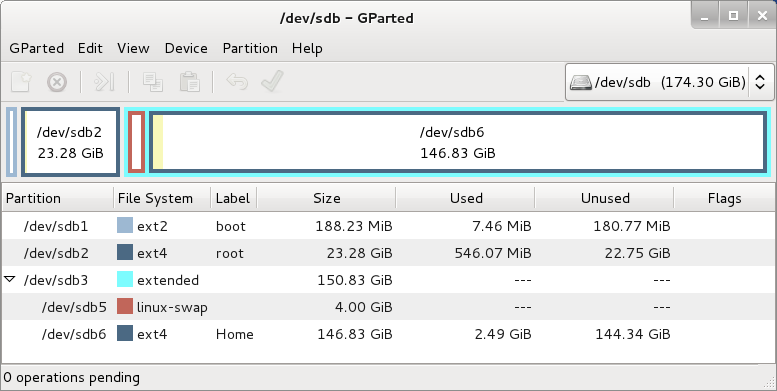 /dev/sdb - GParted
GParted Edit View Device Partition Help
/dev/sdb (174.30 GiB)
/dev/sdb2 /dev/sdb6
23.28 GiB 146.83 GiB
Partition File System Label Size Used Unused Flags
/dev/sdb1 ext2 boot 188.23 MiB 7.46 MiB 180.77 MiB
/dev/sdb2 ext4 root 23.28 GiB 546.07 MiB 22.75 GiB
/dev/sdb3 extended 150.83 GiB --- ---
/dev/sdb5 linux-swap 4.00 GiB --- ---
/dev/sdb6 ext4 Home 146.83 GiB 2.49 GiB 144.34 GiB
0 operations pending